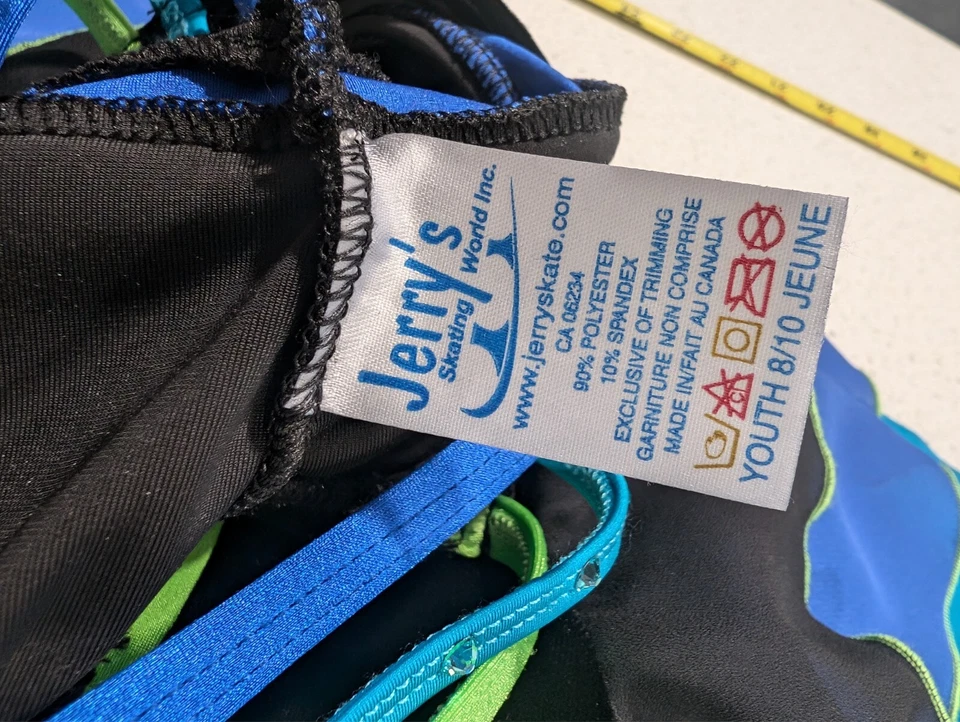 Jerry's
Skating World Inc.
www.jerryskate.com
CA 06234
90% POLYESTER
10% SPANDEX
EXCLUSIVE OF TRIMMING
GARNITURE NON COMPRISE
MADE IN/FAIT AU CANADA
YOUTH 8/10 JEUNE